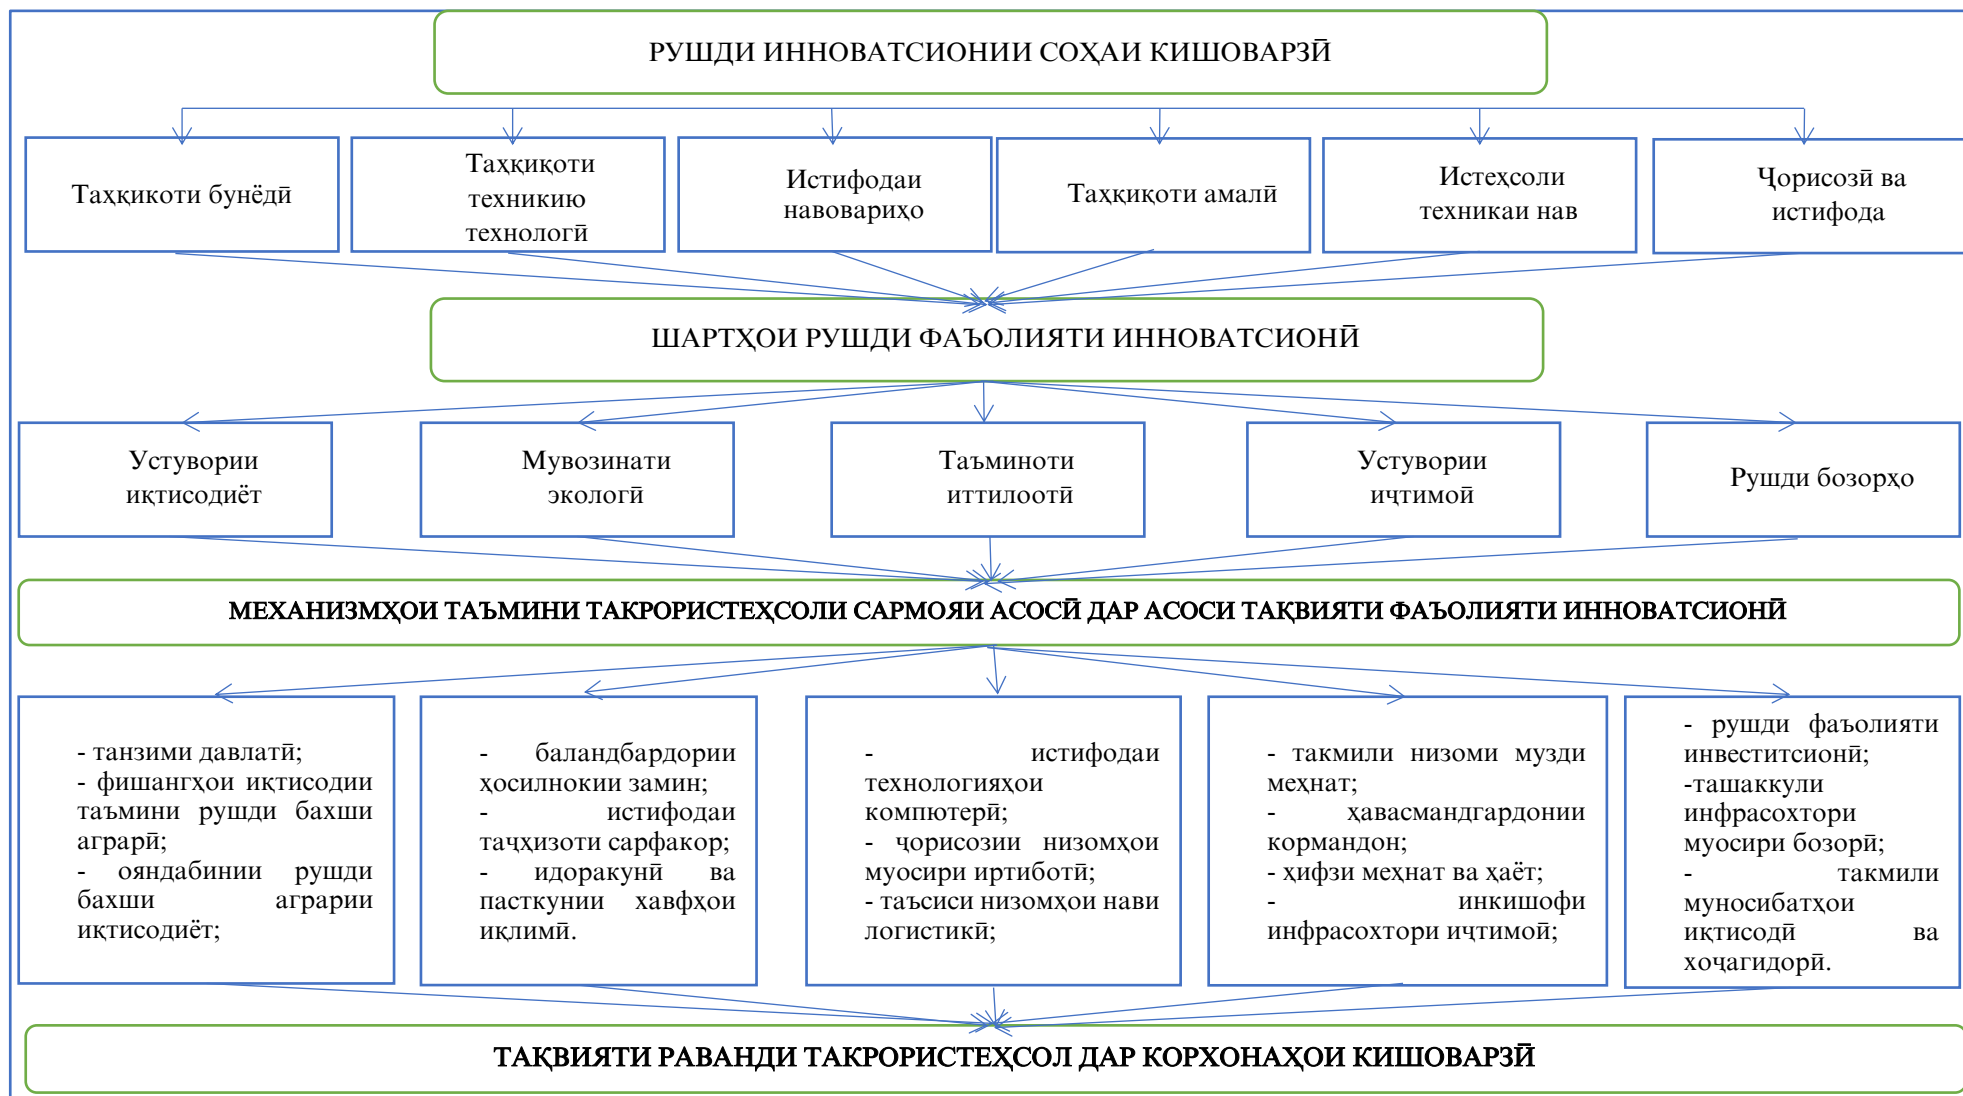 РУШДИ ИННОВАТСИОНИИ СОҲАИ КИШОВАРЗӢ
Таҳқикоти бунёдӣ
Таҳқиқоти
техникию
технологӣ
Истифодаи
навовариҳо
Таҳқиқоти амалӣ
Истеҳсоли
техникаи нав
Ҷорисозӣ ва
истифода
ШАРТҲОИ РУШДИ ФАЪОЛИЯТИ ИННОВАТСИОНӢ
Устувории
иқтисодиёт
Мувозинати
экологӣ
Таъминоти
иттилоотӣ
Устувории
иҷтимоӣ
Рушди бозорҳо
МЕХАНИЗМҲОИ ТАЪМИНИ ТАКРОРИСТЕҲСОЛИ САРМОЯИ АСОСӢ ДАР АСОСИ ТАҚВИЯТИ ФАЪОЛИЯТИ ИННОВАТСИОНӢ
- танзими давлатӣ;
- фишангҳои иқтисодии
таъмини рушди бахши
аграрӣ;
- ояндабинии рушди
бахши аграрии
иқтисодиёт;
- баландбардории
ҳосилнокии замин;
- истифодаи
таҷҳизоти сарфакор;
- идоракунӣ ва
пасткунии хавфҳои
иқлимӣ.
- истифодаи
технологияҳои
компютерӣ;
- ҷорисозии низомҳои
муосири иртиботӣ;
- таъсиси низомҳои нави
логистикӣ;
- такмили низоми музди
меҳнат;
- ҳавасмандгардонии
кормандон;
- ҳифзи меҳнат ва ҳаёт;
- инкишофи
инфрасохтори иҷтимоӣ;
- рушди фаъолияти
инвеститсионӣ;
-ташаккули
инфрасохтори
муосири бозорӣ;
- такмили
муносибатҳои
иқтисодӣ ва
хоҷагидорӣ.
ТАҚВИЯТИ РАВАНДИ ТАКРОРИСТЕҲСОЛ ДАР КОРХОНАҲОИ КИШОВАРЗӢ